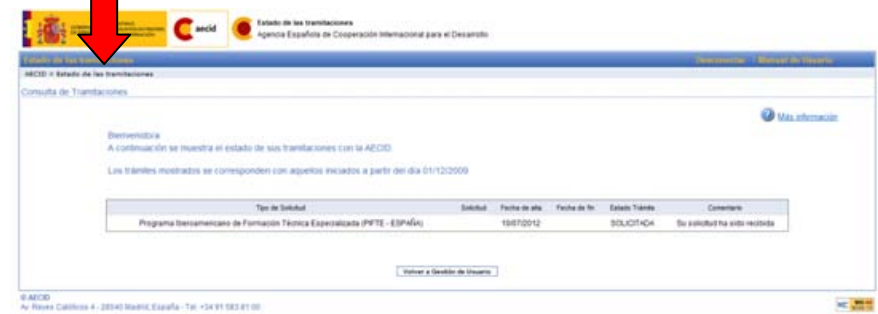 aecid
Estado de las tramitaciones
Agencia Española de Cooperación Internacional para el Desarrollo
Estado de las tramitaciones
Desconectar | Manual de Usuario
AECID > Estado de las tramitaciones
Consulta de Tramitaciones
Más información
Bienvenido/a
A continuación se muestra el estado de sus tramitaciones con la AECID.
Los trámites mostrados se corresponden con aquellos iniciados a partir del día 01/12/2009
Tipo de Solicitud Solicitud Fecha de alta Fecha de fin Estado Trámite Comentario
Programa Iberoamericano de Formación Técnica Especializada (PIFTE - ESPAÑA) 10/07/2012 SOLICITADA Su solicitud ha sido recibida
Volver a Gestión de Usuario
© AECID
Av. Reyes Católicos 4 - 28040 Madrid, España - Tel. +34 91 583 81 00